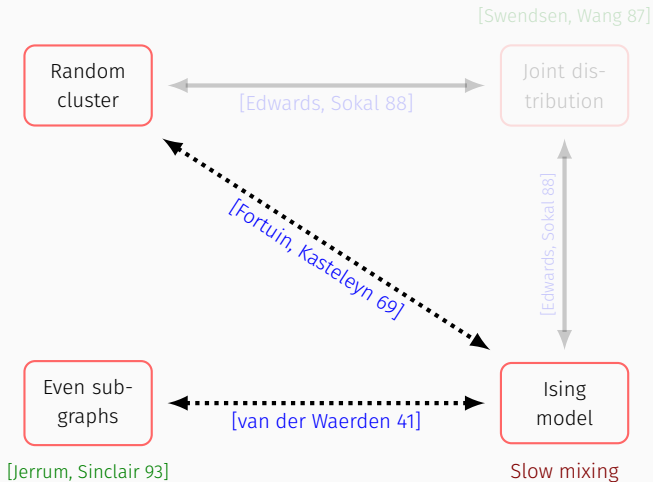 [Swendsen, Wang 87]
Random
cluster
Joint dis-
tribution
[Edwards, Sokal 88]
[Edwards, Sokal 88]
[Fortuin, Kasteleyn 69]
Even sub-
graphs
Ising
model
[van der Waerden 41]
[Jerrum, Sinclair 93]
Slow mixing